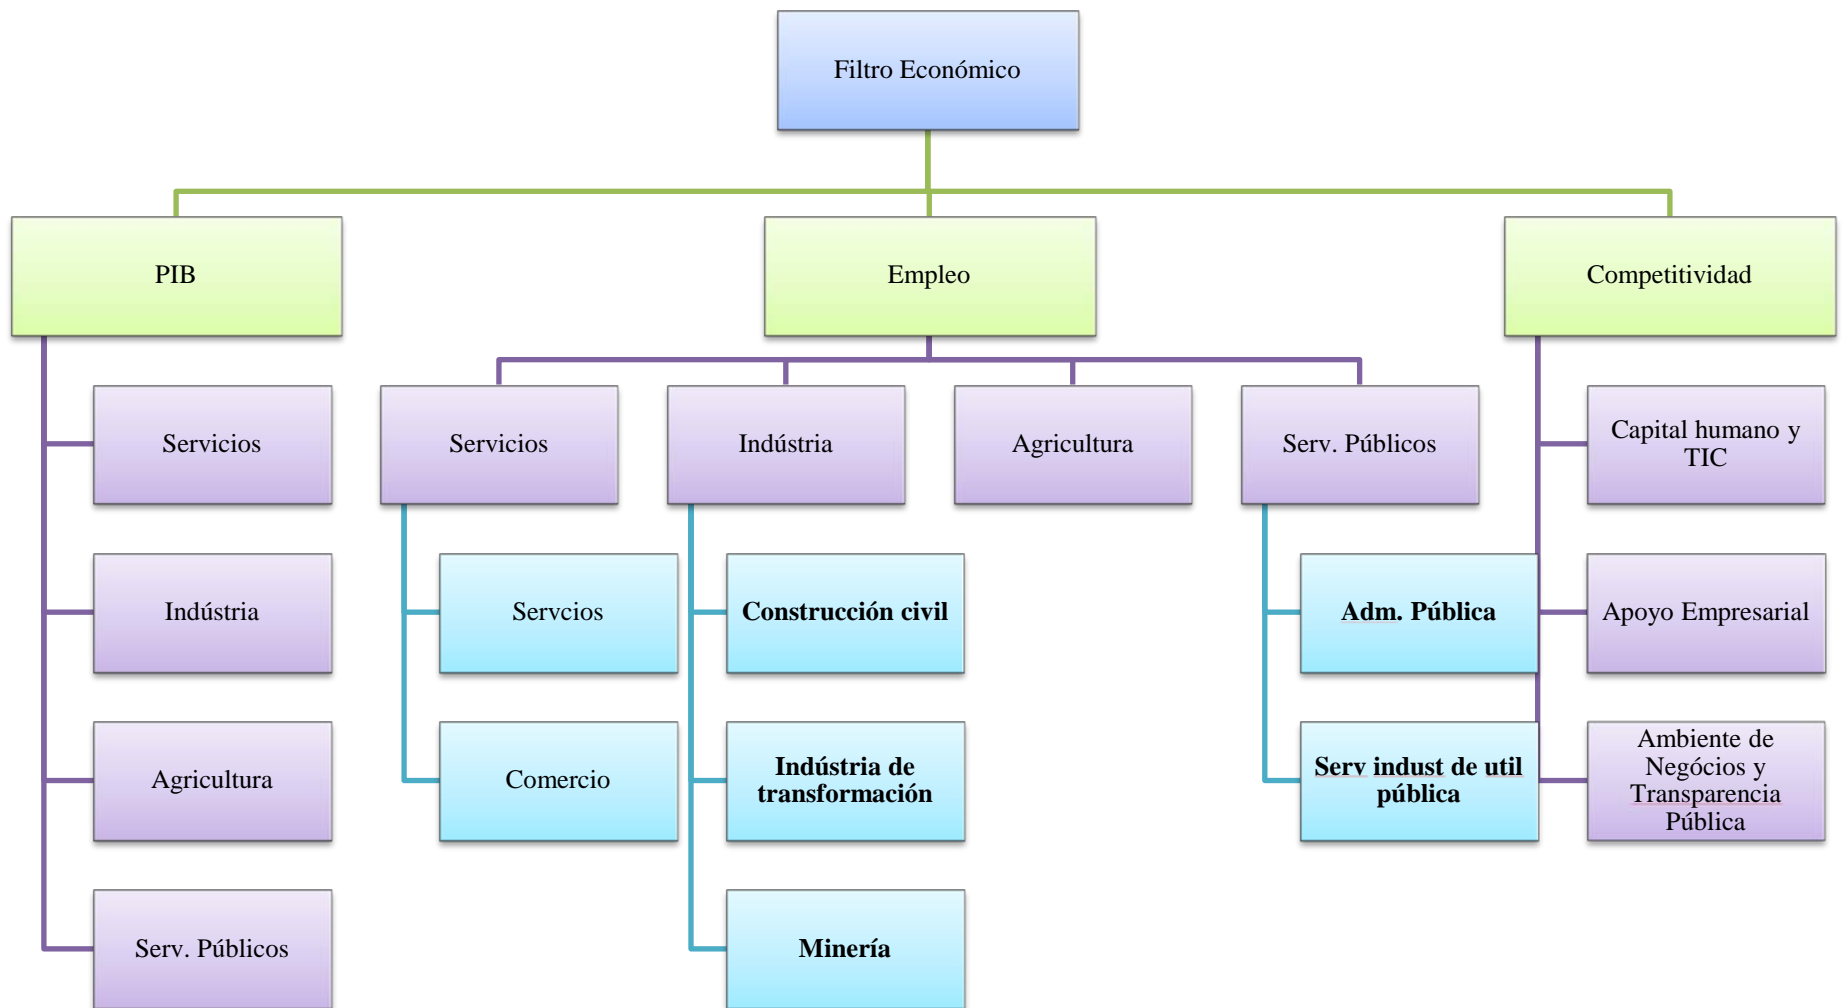 Filtro Económico
PIB
Empleo
Competitividad
Servicios
Servicios
Indústria
Agricultura
Serv. Públicos
Capital humano y
TIC
Indústria
Servcios
Construcción civil
Adm. Pública
Apoyo Empresarial
Agricultura
Comercio
Indústria de
transformación
Serv indust de util
pública
Ambiente de
Negócios y
Transparencia
Pública
Serv. Públicos
Minería